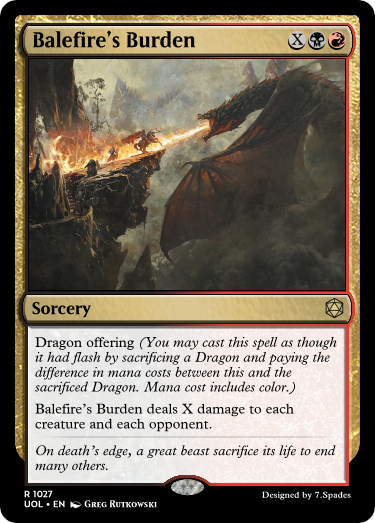 Balefire's Burden X
Sorcery
Dragon offering (You may cast this spell as though
it had flash by sacrificing a Dragon and paying the
difference in mana costs between this and the
sacrificed Dragon. Mana cost includes color.)
Balefire's Burden deals X damage to each
creature and each opponent.
On death's edge, a great beast sacrifice its life to end
many others.
R 1027
UOL • EN Greg Rutkowski
Designed by 7.Spades